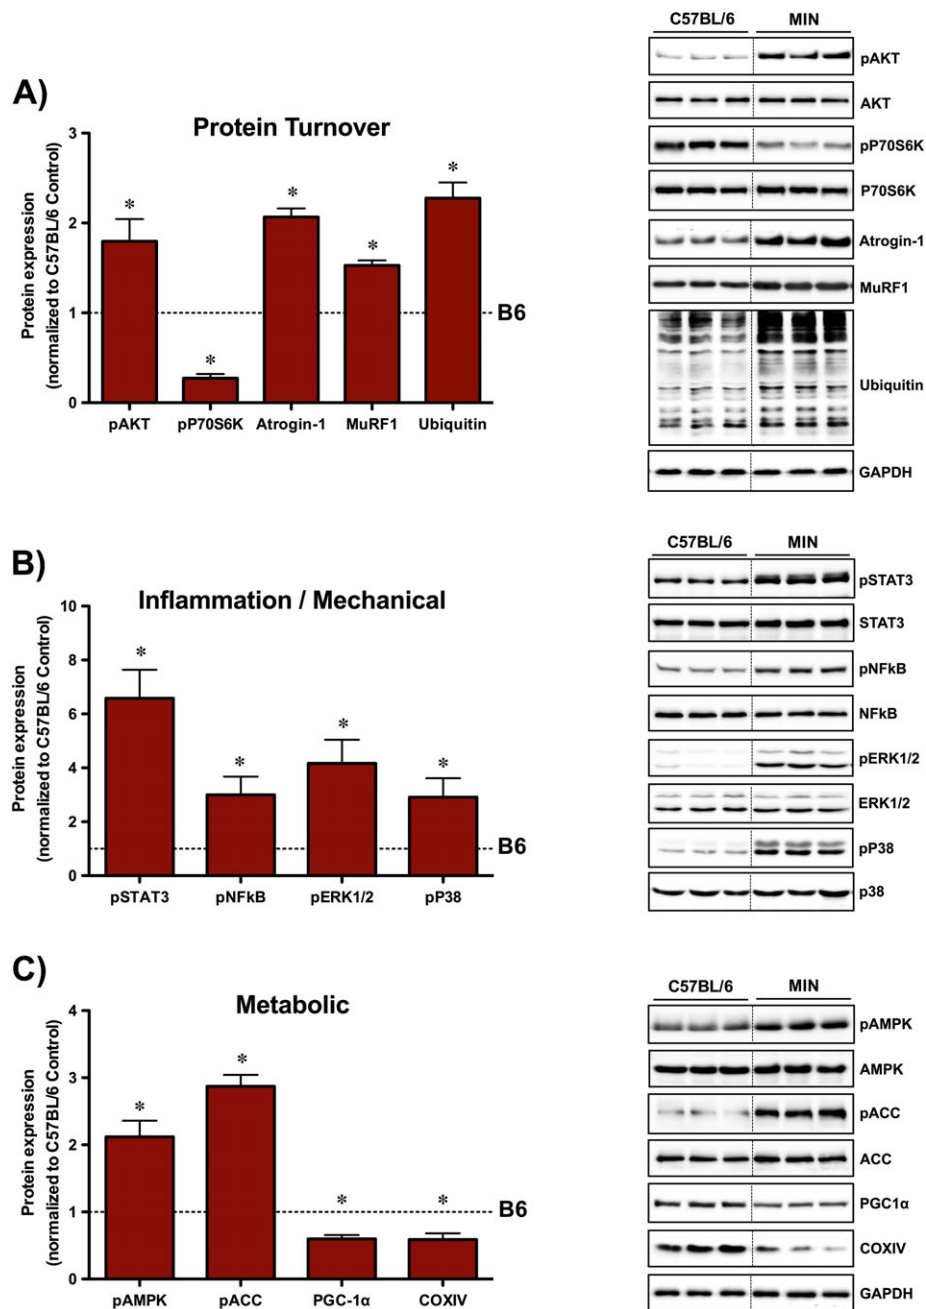 A)
Protein Turnover
Protein expression
(normalized to C57BL/6 Control)
3
2
1
0
*
*
*
*
*
B6
pAKT pP70S6K Atrogin-1 MuRF1 Ubiquitin
C57BL/6 MIN
pAKT
AKT
pP70S6K
P70S6K
Atrogin-1
MuRF1
Ubiquitin
GAPDH
B)
Inflammation / Mechanical
Protein expression
(normalized to C57BL/6 Control)
10
8
6
4
2
0
*
*
*
*
B6
pSTAT3 pNFkB pERK1/2 pP38
C57BL/6 MIN
pSTAT3
STAT3
pNFkB
NFkB
pERK1/2
ERK1/2
pP38
p38
C)
Metabolic
Protein expression
(normalized to C57BL/6 Control)
4
3
2
1
0
*
*
*
*
B6
pAMPK pACC PGC-1α COXIV
C57BL/6 MIN
pAMPK
AMPK
pACC
ACC
PGC1α
COXIV
GAPDH